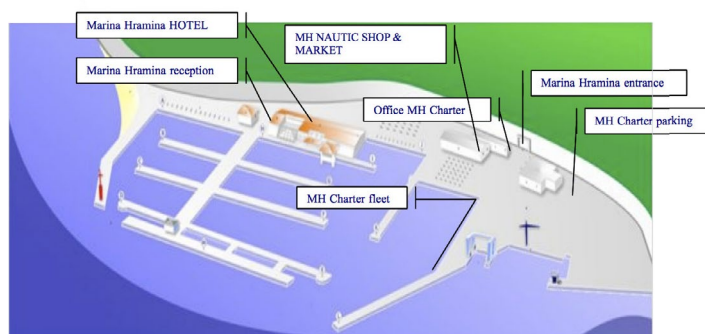 Marina Hramina HOTEL
MH NAUTIC SHOP &
MARKET
Marina Hramina reception
Marina Hramina entrance
Office MH Charter
MH Charter parking
MH Charter fleet